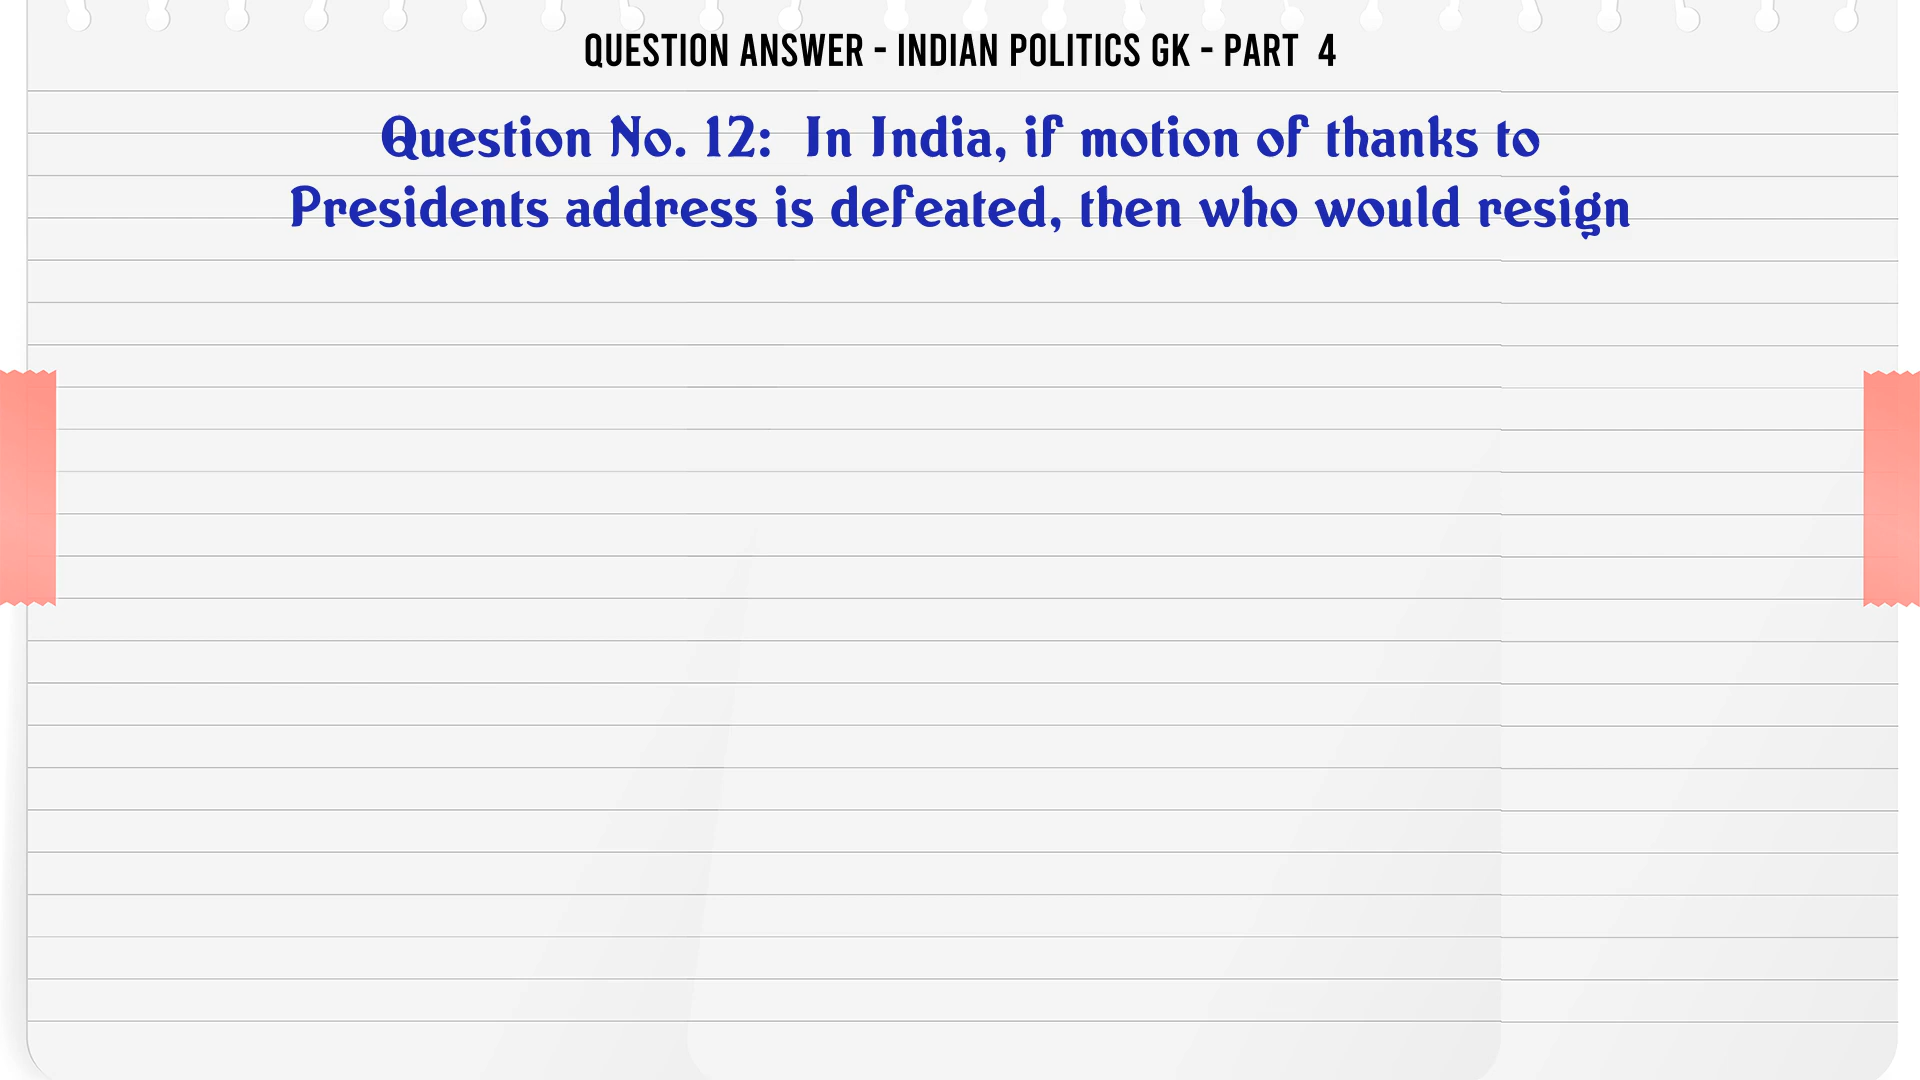 QUESTION ANSWER - INDIAN POLITICS GK - PART 4
Question No. 12: In India, if motion of thanks to
Presidents address is defeated, then who would resign